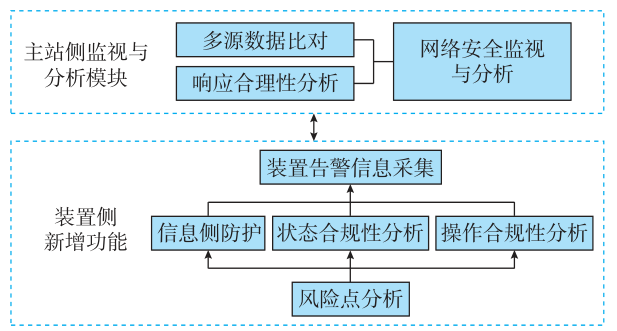 主站侧监视与
分析模块
多源数据比对
响应合理性分析
网络安全监视
与分析
装置告警信息采集
装置侧
新增功能
信息侧防护
状态合规性分析
操作合规性分析
风险点分析